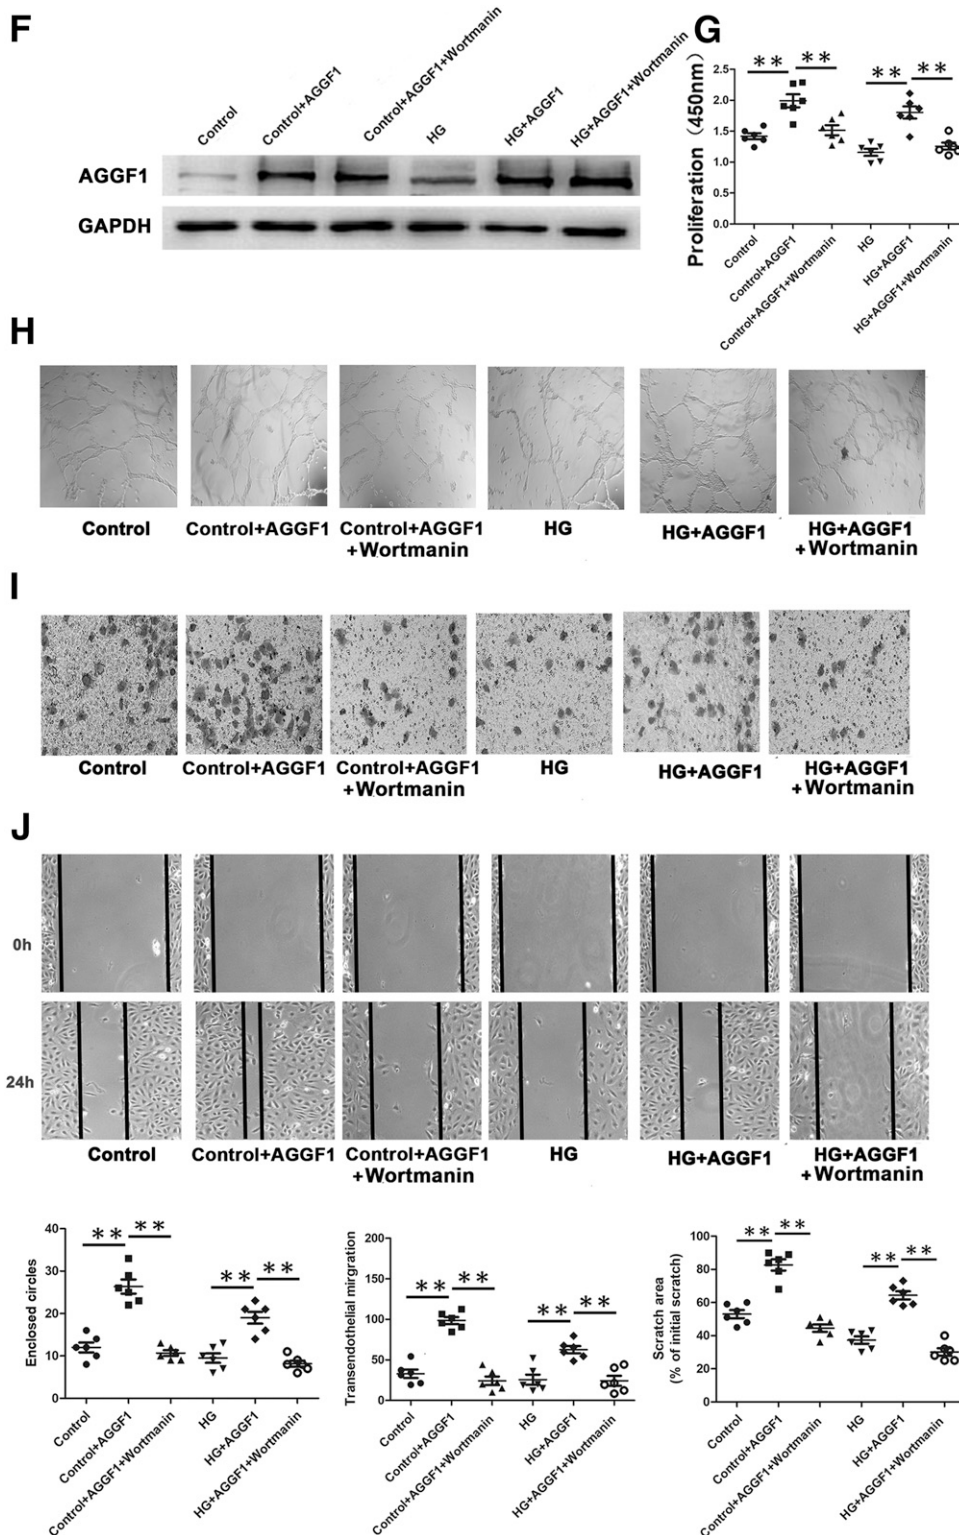 F
Control
Control+AGGF1
Control+AGGF1+Wortmanin
HG
HG+AGGF1
HG+AGGF1+Wortmanin
AGGF1
GAPDH
G
Proliferation (450nm)
2.5
2.0
1.5
1.0
0.5
0.0
** ** ** **
Control
Control+AGGF1
Control+AGGF1+Wortmanin
HG
HG+AGGF1
HG+AGGF1+Wortmanin
H
Control
Control+AGGF1
Control+AGGF1
+Wortmanin
HG
HG+AGGF1
HG+AGGF1
+Wortmanin
I
Control
Control+AGGF1
Control+AGGF1
+Wortmanin
HG
HG+AGGF1
HG+AGGF1
+Wortmanin
J
0h
24h
Control
Control+AGGF1
Control+AGGF1
+Wortmanin
HG
HG+AGGF1
HG+AGGF1
+Wortmanin
Enclosed circles
40
30
20
10
0
** ** ** **
Control
Control+AGGF1
Control+AGGF1+Wortmanin
HG
HG+AGGF1
HG+AGGF1+Wortmanin
Transendothelial mirgration
200
150
100
50
0
** ** ** **
Control
Control+AGGF1
Control+AGGF1+Wortmanin
HG
HG+AGGF1
HG+AGGF1+Wortmanin
Scratch area
(% of initial scratch)
100
80
60
40
20
0
** ** ** **
Control
Control+AGGF1
Control+AGGF1+Wortmanin
HG
HG+AGGF1
HG+AGGF1+Wortmanin